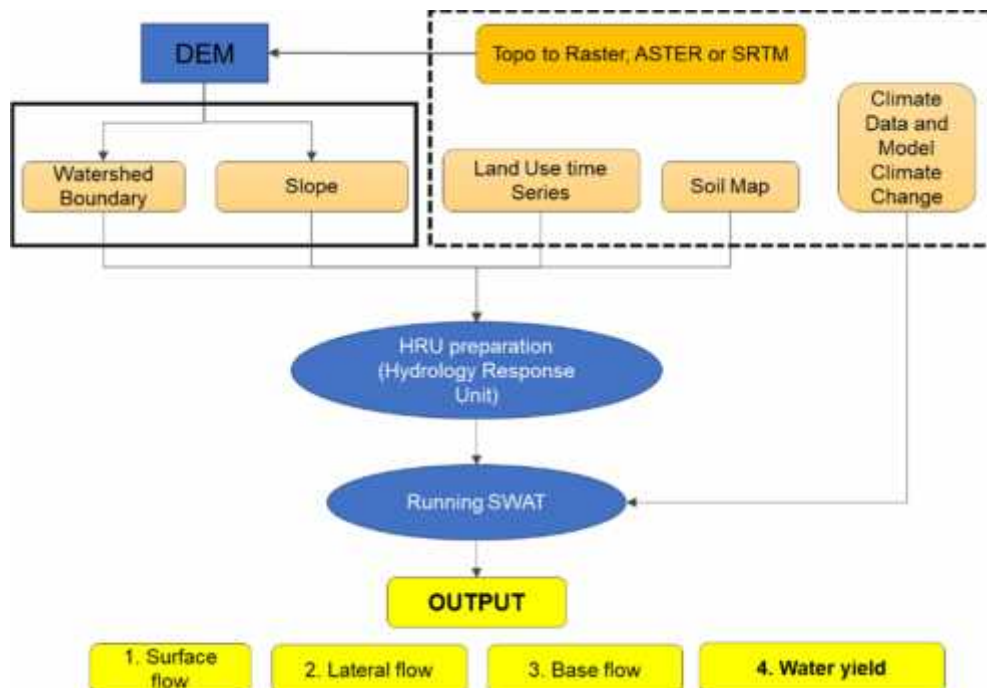 DEM
Topo to Raster, ASTER or SRTM
Climate
Data and
Model
Climate
Change
Watershed
Boundary
Slope
Land Use time
Series
Soil Map
HRU preparation
(Hydrology Response
Unit)
Running SWAT
OUTPUT
1. Surface
flow
2. Lateral flow
3. Base flow
4. Water yield